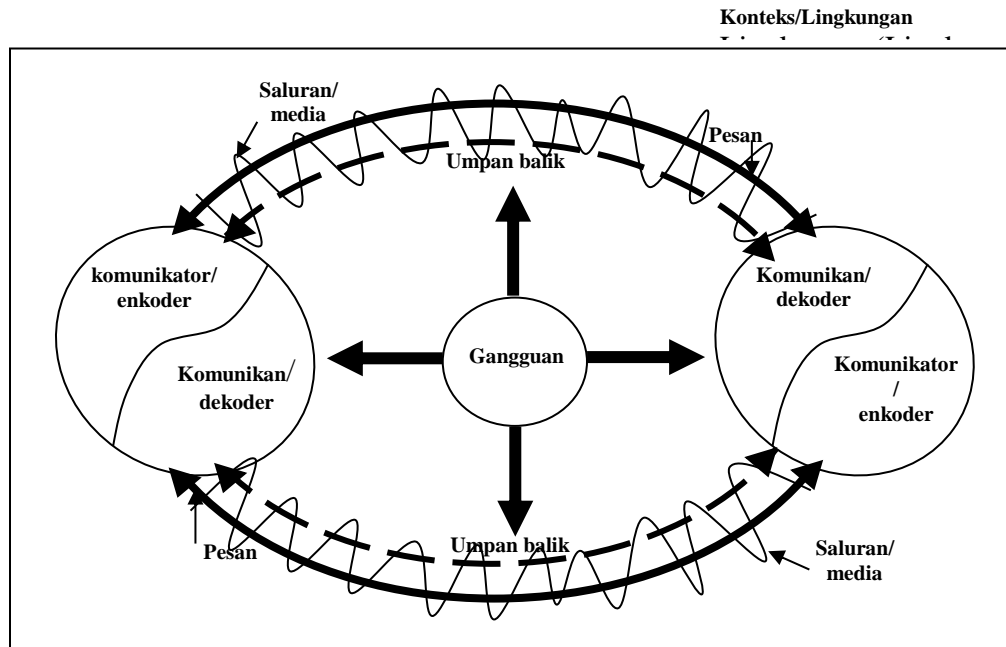 Konteks/Lingkungan
Saluran/
media
Pesan
Umpan balik
komunikator/
enkoder
Komunikan/
dekoder
Komunikan/
dekoder
Gangguan
Komunikator
/
enkoder
Pesan
Umpan balik
Saluran/
media